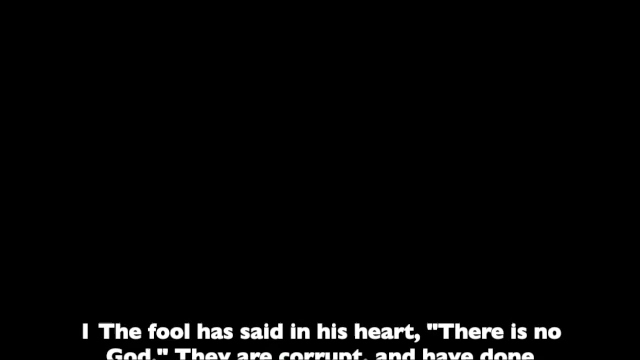 1 The fool has said in his heart, "There is no
God." They are corrupt, and have done